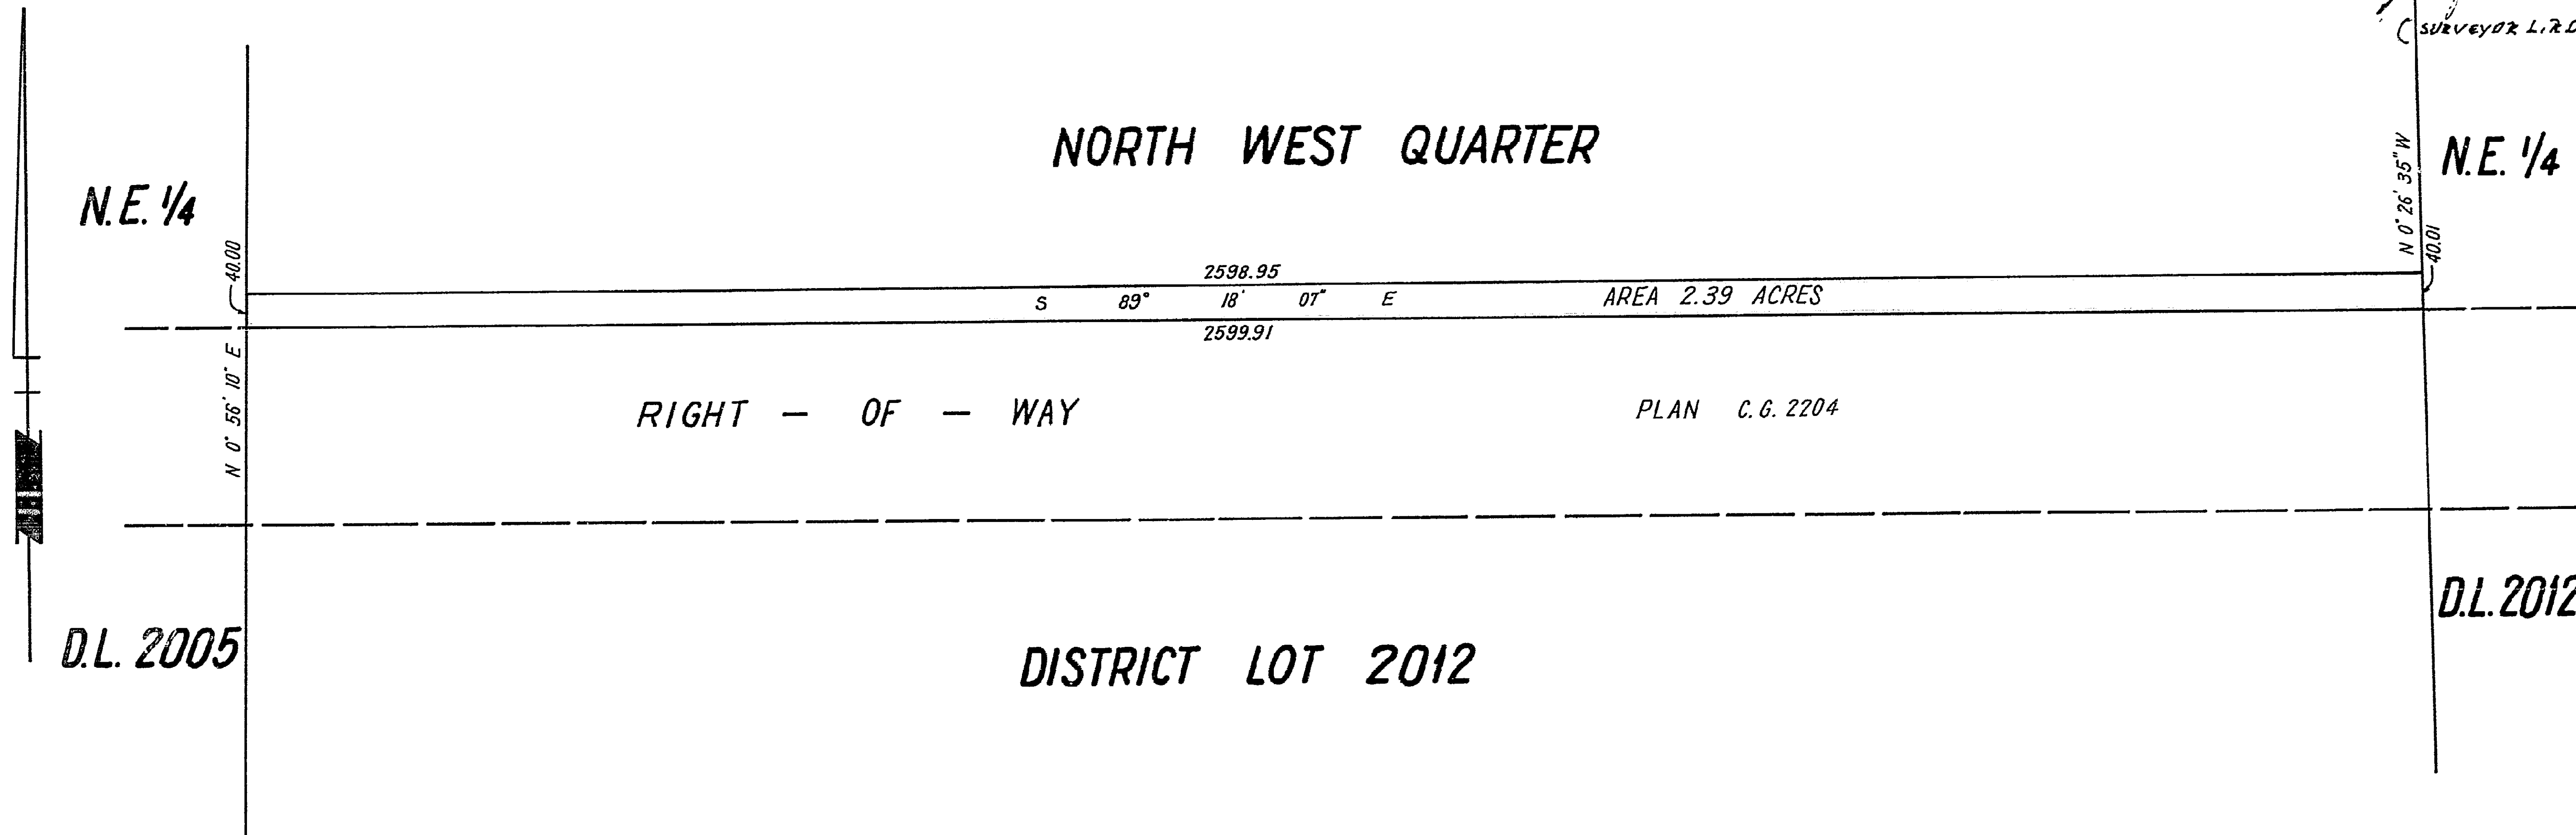 SURVEYOR L.R.D
NORTH WEST QUARTER
N.E. 1/4
N.E. 1/4
N 0° 26' 35" W
40.00
40.01
2598.95
S 89° 18' 07" E
AREA 2.39 ACRES
2599.91
N 0° 56' 10" E
RIGHT – OF – WAY
PLAN C.G. 2204
D.L. 2005
DISTRICT LOT 2012
D.L. 2012